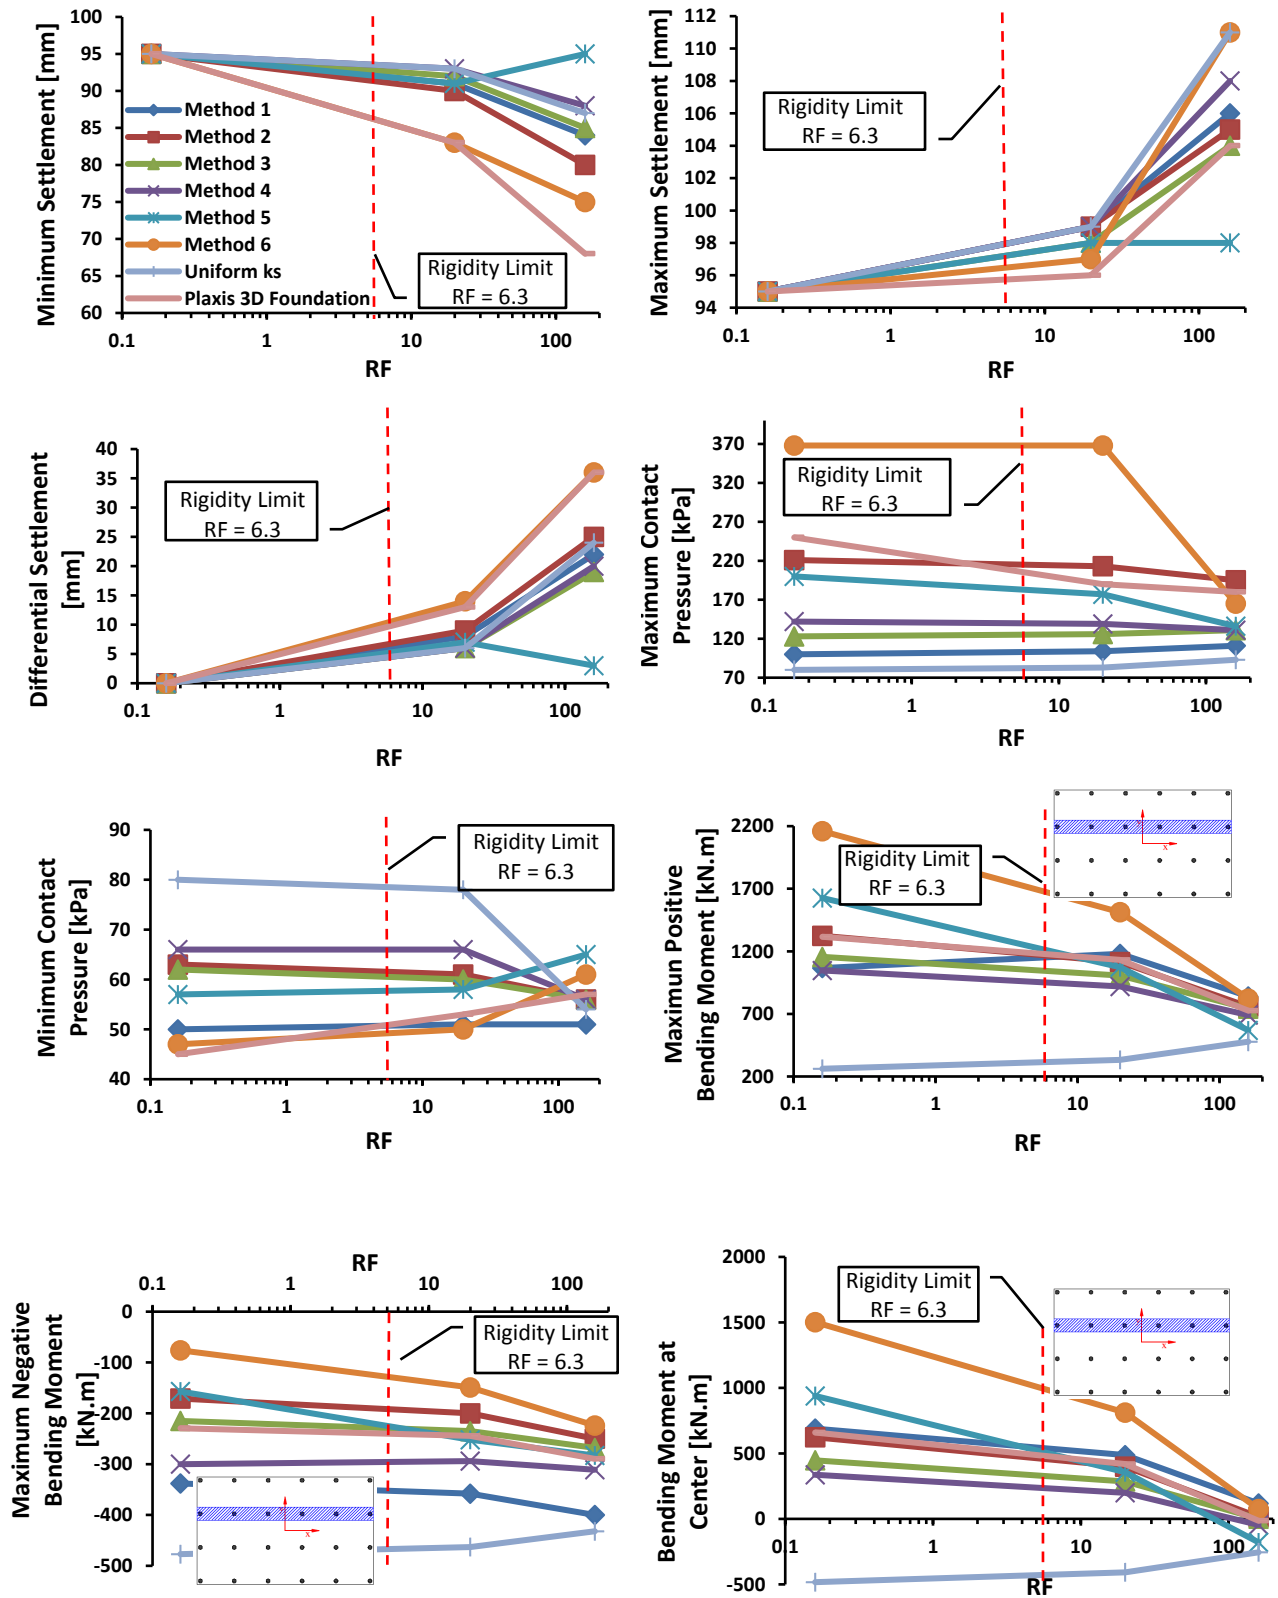 Minimum Settlement [mm]
100
95
90
85
80
75
70
65
60
0.1 1 10 100
RF
Method 1
Method 2
Method 3
Method 4
Method 5
Method 6
Uniform ks
Plaxis 3D Foundation
Rigidity Limit
RF = 6.3
Maximum Settlement [mm]
112
110
108
106
104
102
100
98
96
94
0.1 1 10 100
RF
Rigidity Limit
RF = 6.3
Differential Settlement
[mm]
40
35
30
25
20
15
10
5
0
0.1 1 10 100
RF
Rigidity Limit
RF = 6.3
Maximum Contact
Pressure [kPa]
370
320
270
220
170
120
70
0.1 1 10 100
RF
Rigidity Limit
RF = 6.3
Minimum Contact
Pressure [kPa]
90
80
70
60
50
40
0.1 1 10 100
RF
Rigidity Limit
RF = 6.3
Maximun Positive
Bending Moment [kN.m]
2200
1700
1200
700
200
0.1 1 10 100
RF
Rigidity Limit
RF = 6.3
X
RF
0.1 1 10 100
Maximum Negative
Bending Moment
[kN.m]
0
-100
-200
-300
-400
-500
Rigidity Limit
RF = 6.3
X
Bending Moment at
Center [kN.m]
2000
1500
1000
500
0
-500
0.1 1 10 100
RF
Rigidity Limit
RF = 6.3
X